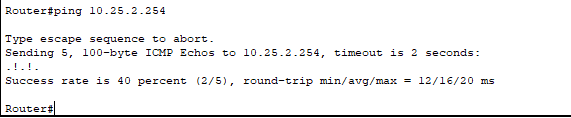 Router#ping 10.25.2.254
Type escape sequence to abort.
Sending 5, 100-byte ICMP Echos to 10.25.2.254, timeout is 2 seconds:
.!.!.
Success rate is 40 percent (2/5), round-trip min/avg/max = 12/16/20 ms
Router#